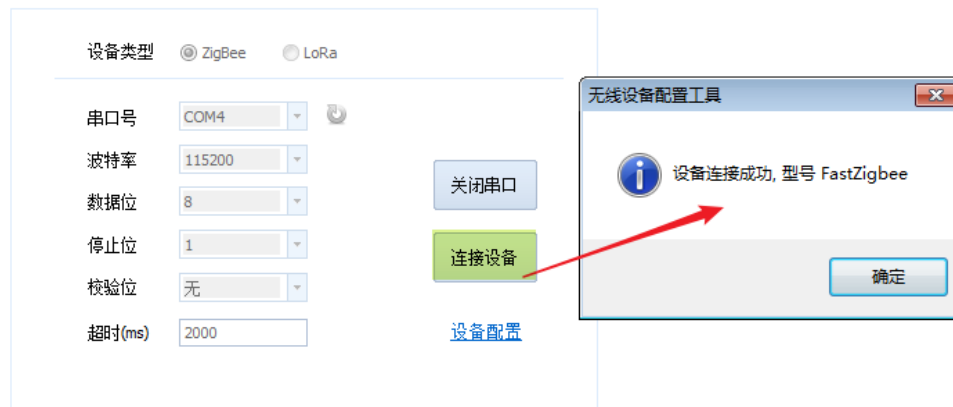 设备类型 ZigBee LoRa
串口号 COM4
波特率 115200
数据位 8
停止位 1
校验位 无
超时(ms) 2000
关闭串口
连接设备
设备配置
无线设备配置工具
设备连接成功, 型号 FastZigbee
确定